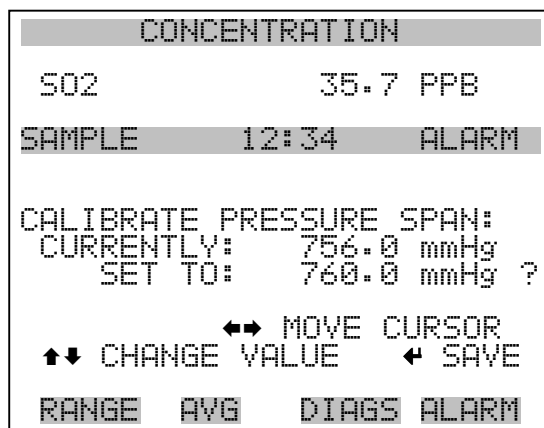 CONCENTRATION
SO2 35.7 PPB
SAMPLE 12:34 ALARM
CALIBRATE PRESSURE SPAN:
CURRENTLY: 756.0 mmHg
SET TO: 760.0 mmHg ?
⬅➡ MOVE CURSOR
⬆⬇ CHANGE VALUE ↵ SAVE
RANGE AVG DIAGS ALARM